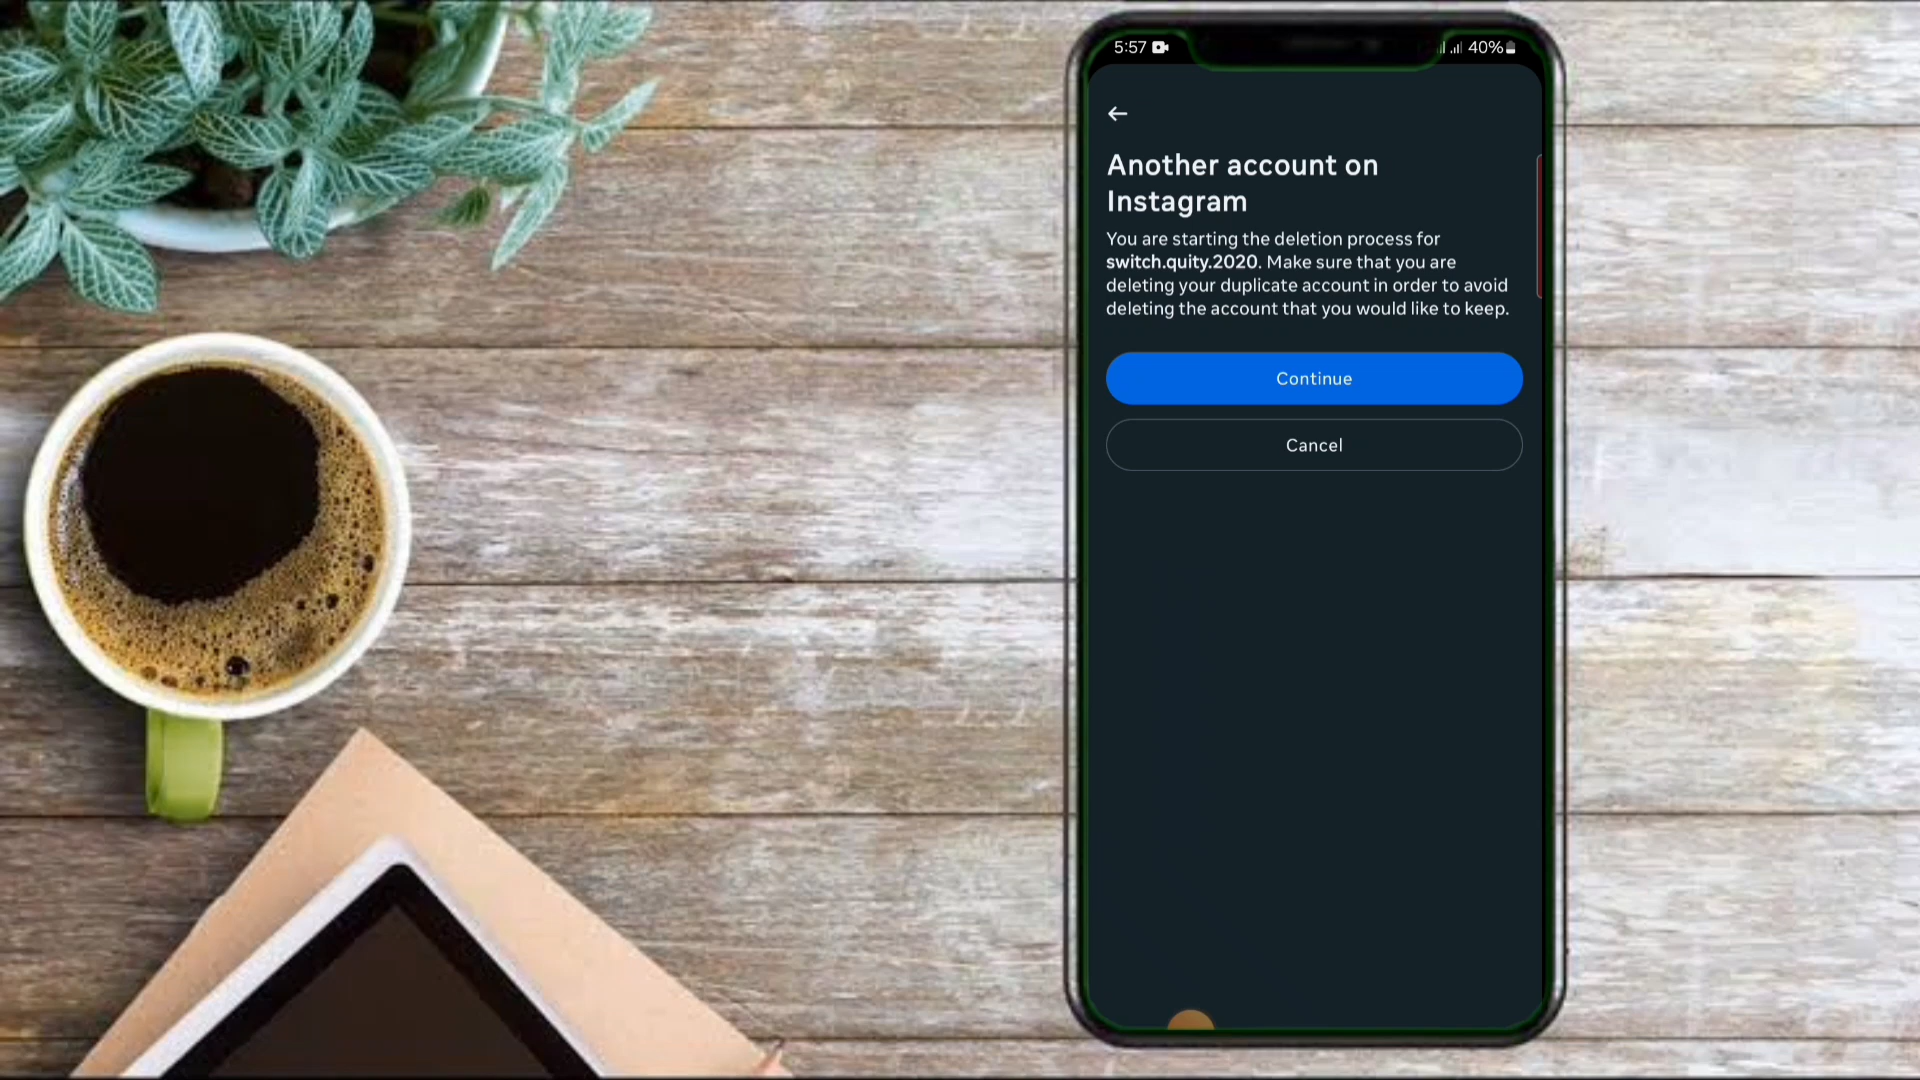 5:57 40%
Another account on
Instagram
You are starting the deletion process for
switch.quity.2020. Make sure that you are
deleting your duplicate account in order to avoid
deleting the account that you would like to keep.
Continue
Cancel